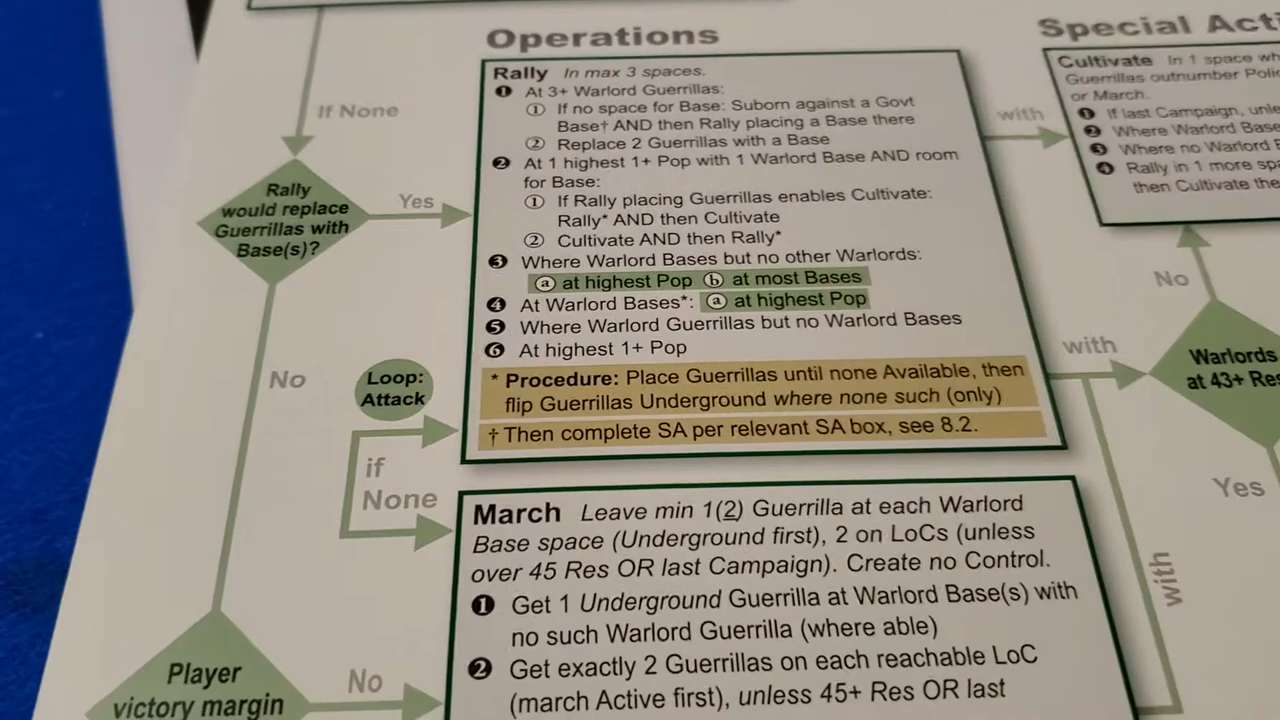 Operations
Special
If None
Rally In max 3 spaces.
❶ At 3+ Warlord Guerrillas:
① If no space for Base: Suborn against a Govt
Base† AND then Rally placing a Base there
② Replace 2 Guerrillas with a Base
❷ At 1 highest 1+ Pop with 1 Warlord Base AND room
for Base:
① If Rally placing Guerrillas enables Cultivate:
Rally* AND then Cultivate
② Cultivate AND then Rally*
❸ Where Warlord Bases but no other Warlords:
ⓐ at highest Pop ⓑ at most Bases
❹ At Warlord Bases*: ⓐ at highest Pop
❺ Where Warlord Guerrillas but no Warlord Bases
❻ At highest 1+ Pop
* Procedure: Place Guerrillas until none Available, then
flip Guerrillas Underground where none such (only)
† Then complete SA per relevant SA box, see 8.2.
with
Cultivate In 1 space
Guerrillas outnumber
or March.
❶ If last Campaign,
❷ Where Warlord
❸ Where no Warlord
❹ Rally in 1 more
then Cultivate
Rally
would replace
Guerrillas with
Base(s)?
Yes
No
Loop:
Attack
if
None
No
with
Warlords
at 43+
Yes
with
March Leave min 1(2) Guerrilla at each Warlord
Base space (Underground first), 2 on LoCs (unless
over 45 Res OR last Campaign). Create no Control.
❶ Get 1 Underground Guerrilla at Warlord Base(s) with
no such Warlord Guerrilla (where able)
❷ Get exactly 2 Guerrillas on each reachable LoC
(march Active first), unless 45+ Res OR last
Player
victory margin
No